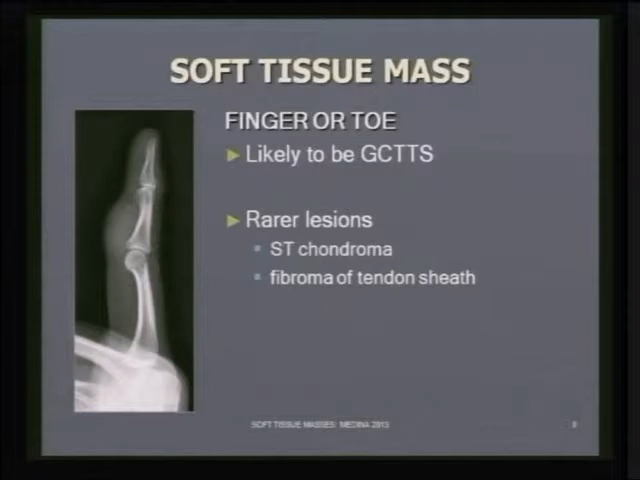 SOFT TISSUE MASS
FINGER OR TOE
Likely to be GCTTS
Rarer lesions
ST chondroma
fibroma of tendon sheath
SOFT TISSUE MASSES: MEDINA 2013